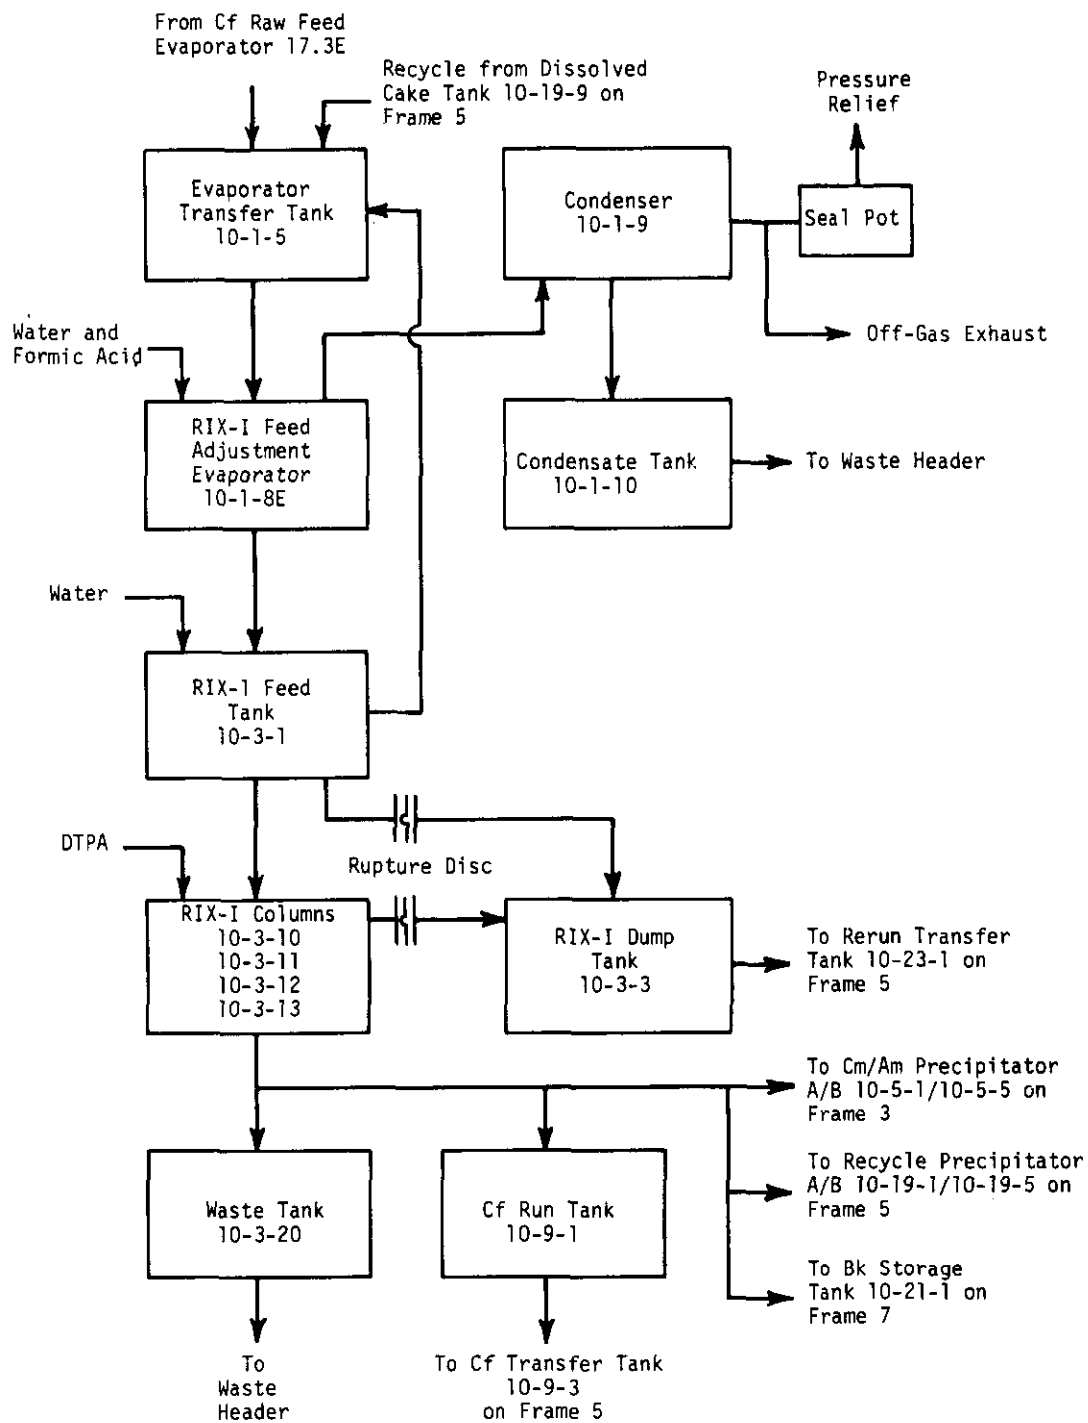 From Cf Raw Feed
Evaporator 17.3E
Recycle from Dissolved
Cake Tank 10-19-9 on
Frame 5
Pressure
Relief
Evaporator
Transfer Tank
10-1-5
Condenser
10-1-9
Seal Pot
Water and
Formic Acid
Off-Gas Exhaust
RIX-I Feed
Adjustment
Evaporator
10-1-8E
Condensate Tank
10-1-10
To Waste Header
Water
RIX-1 Feed
Tank
10-3-1
DTPA
Rupture Disc
RIX-I Columns
10-3-10
10-3-11
10-3-12
10-3-13
RIX-I Dump
Tank
10-3-3
To Rerun Transfer
Tank 10-23-1 on
Frame 5
To Cm/Am Precipitator
A/B 10-5-1/10-5-5 on
Frame 3
To Recycle Precipitator
A/B 10-19-1/10-19-5 on
Frame 5
Waste Tank
10-3-20
Cf Run Tank
10-9-1
To Bk Storage
Tank 10-21-1 on
Frame 7
To
Waste
Header
To Cf Transfer Tank
10-9-3
on Frame 5